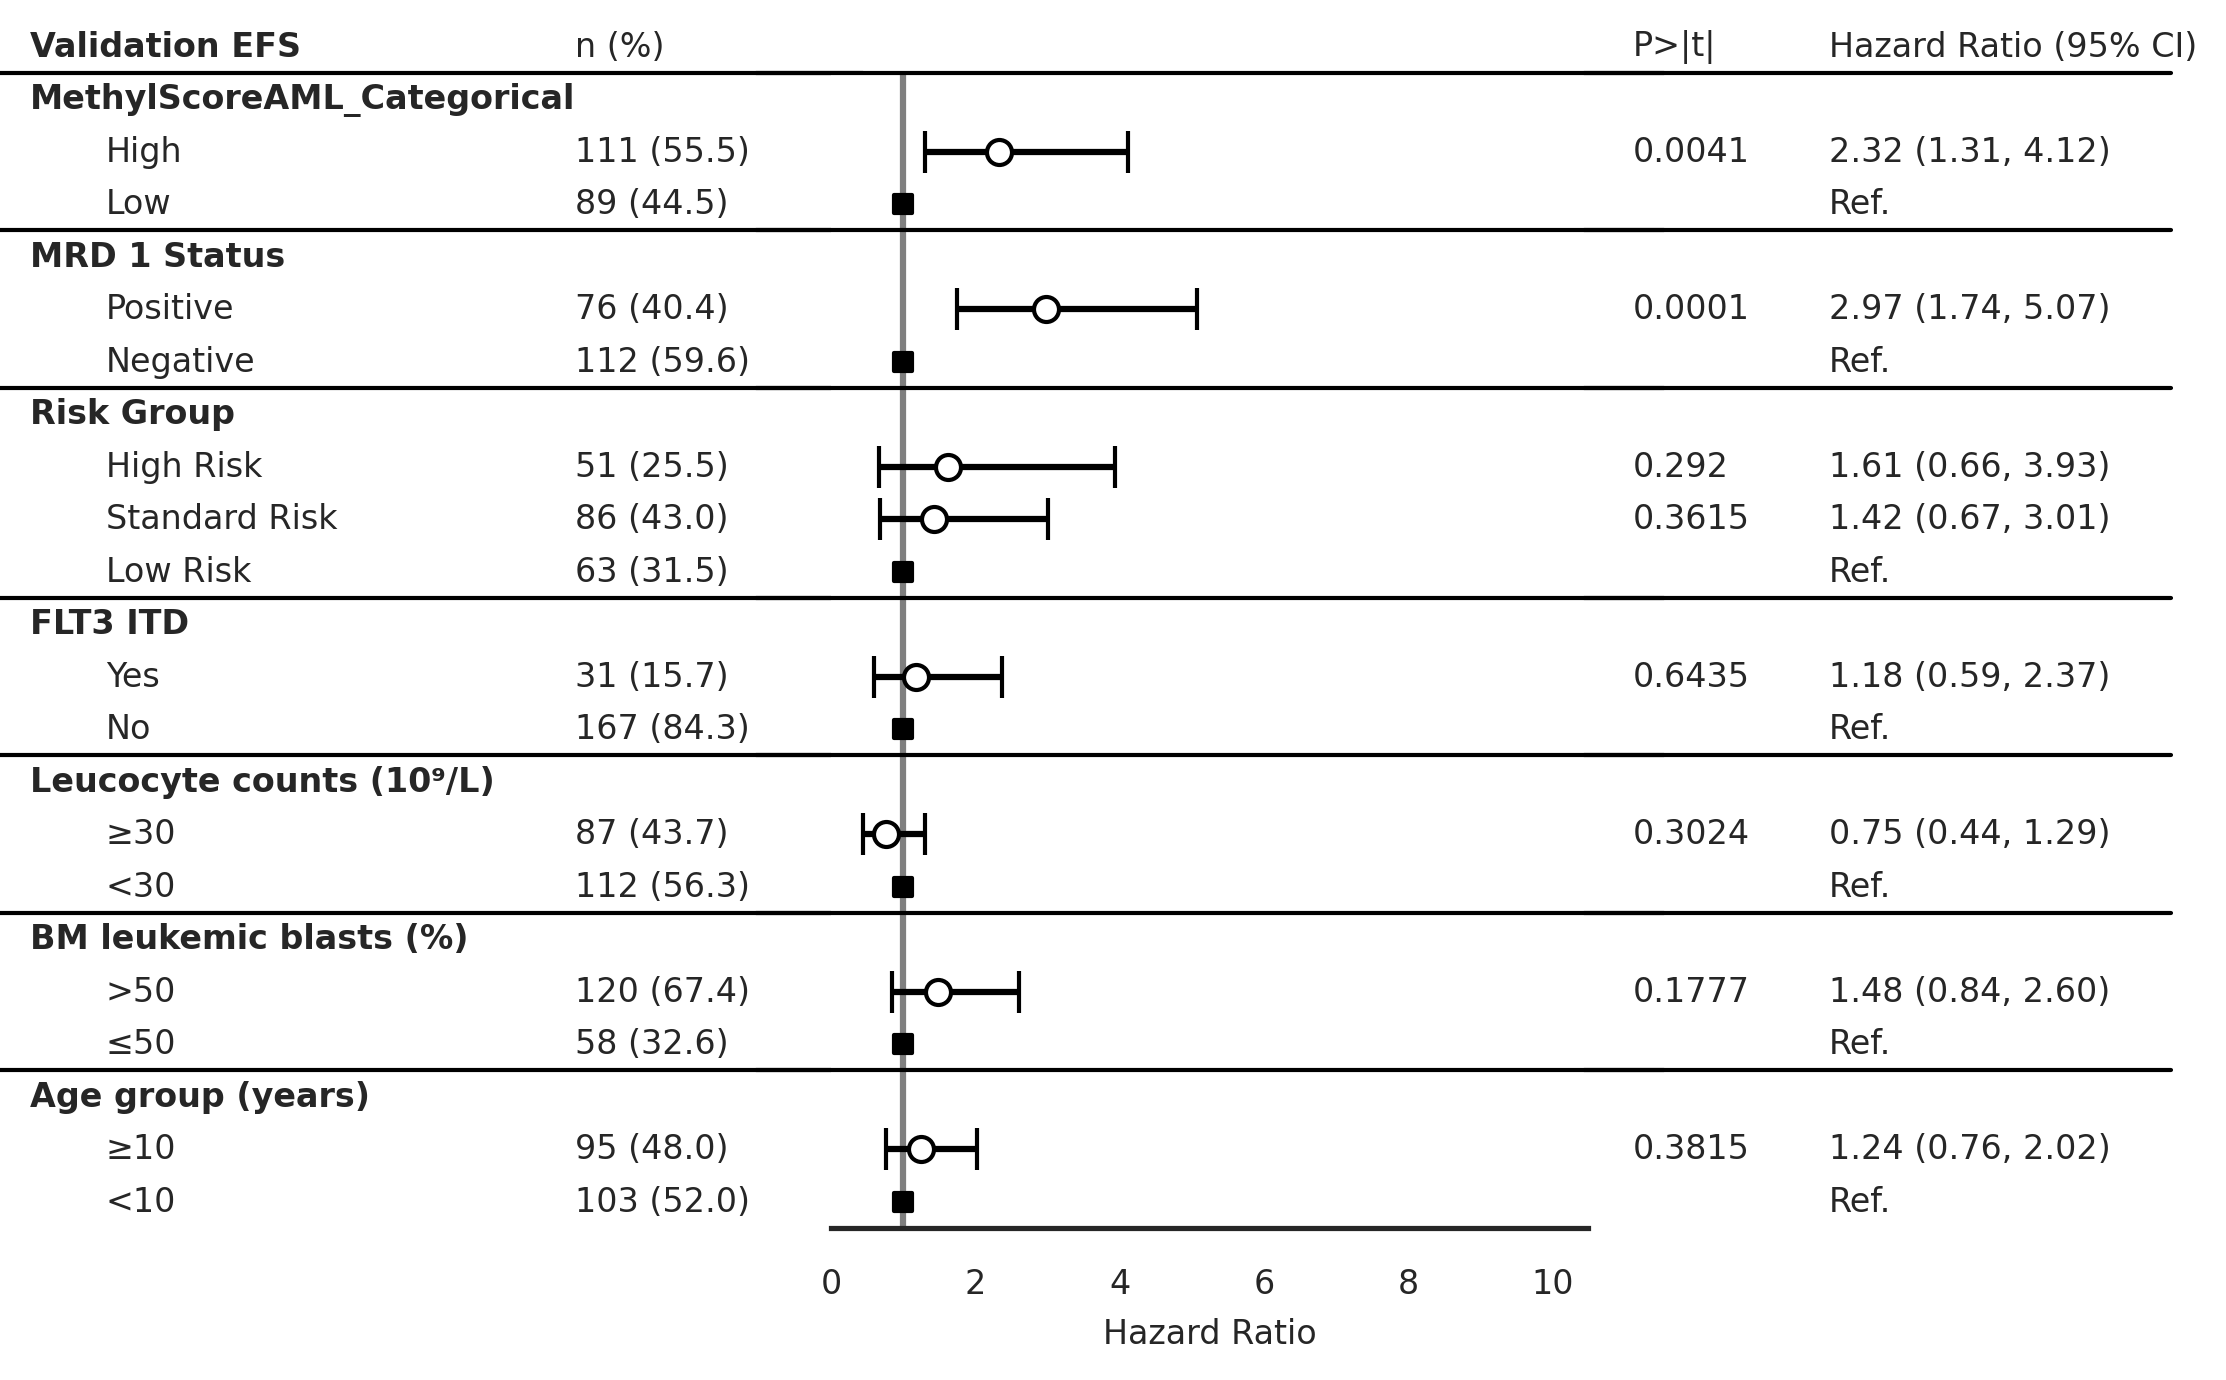 Validation EFS n (%) P>|t| Hazard Ratio (95% CI)
MethylScoreAML_Categorical
High 111 (55.5) 0.0041 2.32 (1.31, 4.12)
Low 89 (44.5) Ref.
MRD 1 Status
Positive 76 (40.4) 0.0001 2.97 (1.74, 5.07)
Negative 112 (59.6) Ref.
Risk Group
High Risk 51 (25.5) 0.292 1.61 (0.66, 3.93)
Standard Risk 86 (43.0) 0.3615 1.42 (0.67, 3.01)
Low Risk 63 (31.5) Ref.
FLT3 ITD
Yes 31 (15.7) 0.6435 1.18 (0.59, 2.37)
No 167 (84.3) Ref.
Leucocyte counts (10⁹/L)
≥30 87 (43.7) 0.3024 0.75 (0.44, 1.29)
<30 112 (56.3) Ref.
BM leukemic blasts (%)
>50 120 (67.4) 0.1777 1.48 (0.84, 2.60)
≤50 58 (32.6) Ref.
Age group (years)
≥10 95 (48.0) 0.3815 1.24 (0.76, 2.02)
<10 103 (52.0) Ref.
0 2 4 6 8 10
Hazard Ratio